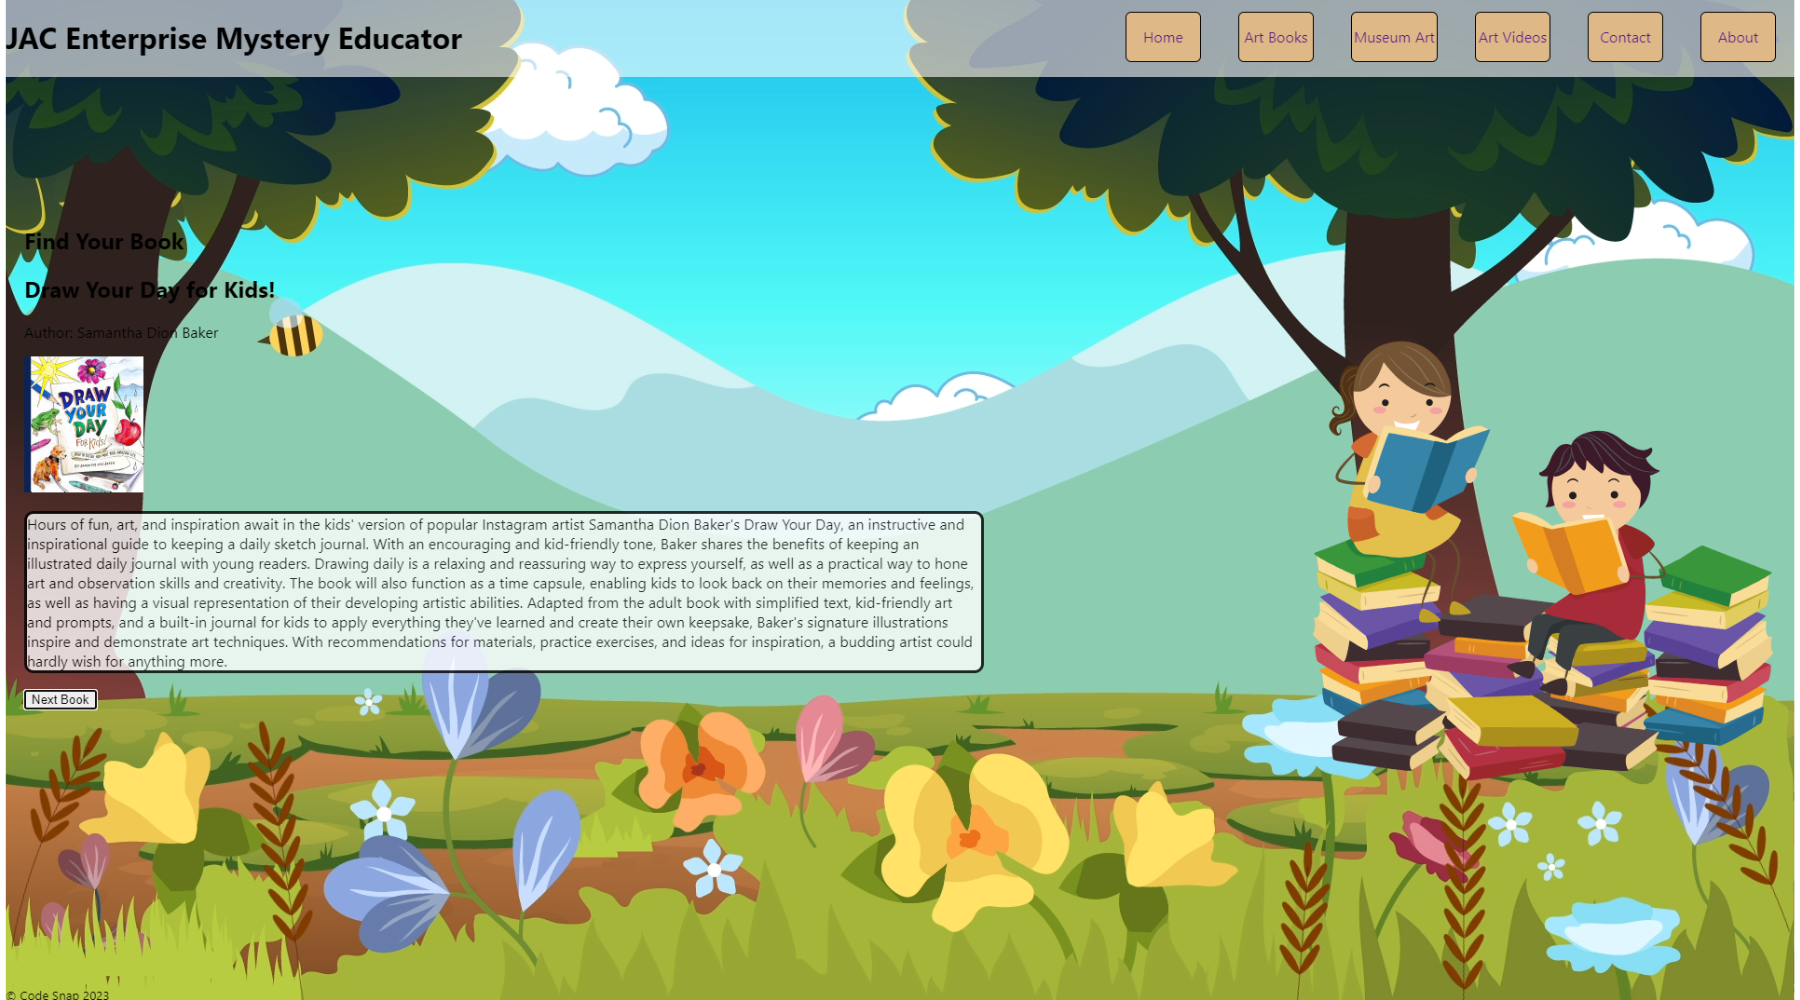 JAC Enterprise Mystery Educator
Home
Art Books
Museum Art
Art Videos
Contact
About
Find Your Book
Draw Your Day for Kids!
Author: Samantha Dion Baker
DRAW
YOUR
DAY
FOR Kids!
Hours of fun, art, and inspiration await in the kids' version of popular Instagram artist Samantha Dion Baker's Draw Your Day, an instructive and
inspirational guide to keeping a daily sketch journal. With an encouraging and kid-friendly tone, Baker shares the benefits of keeping an
illustrated daily journal with young readers. Drawing daily is a relaxing and reassuring way to express yourself, as well as a practical way to hone
art and observation skills and creativity. The book will also function as a time capsule, enabling kids to look back on their memories and feelings,
as well as having a visual representation of their developing artistic abilities. Adapted from the adult book with simplified text, kid-friendly art
and prompts, and a built-in journal for kids to apply everything they've learned and create their own keepsake, Baker's signature illustrations
inspire and demonstrate art techniques. With recommendations for materials, practice exercises, and ideas for inspiration, a budding artist could
hardly wish for anything more.
Next Book
© Code Snap 2023